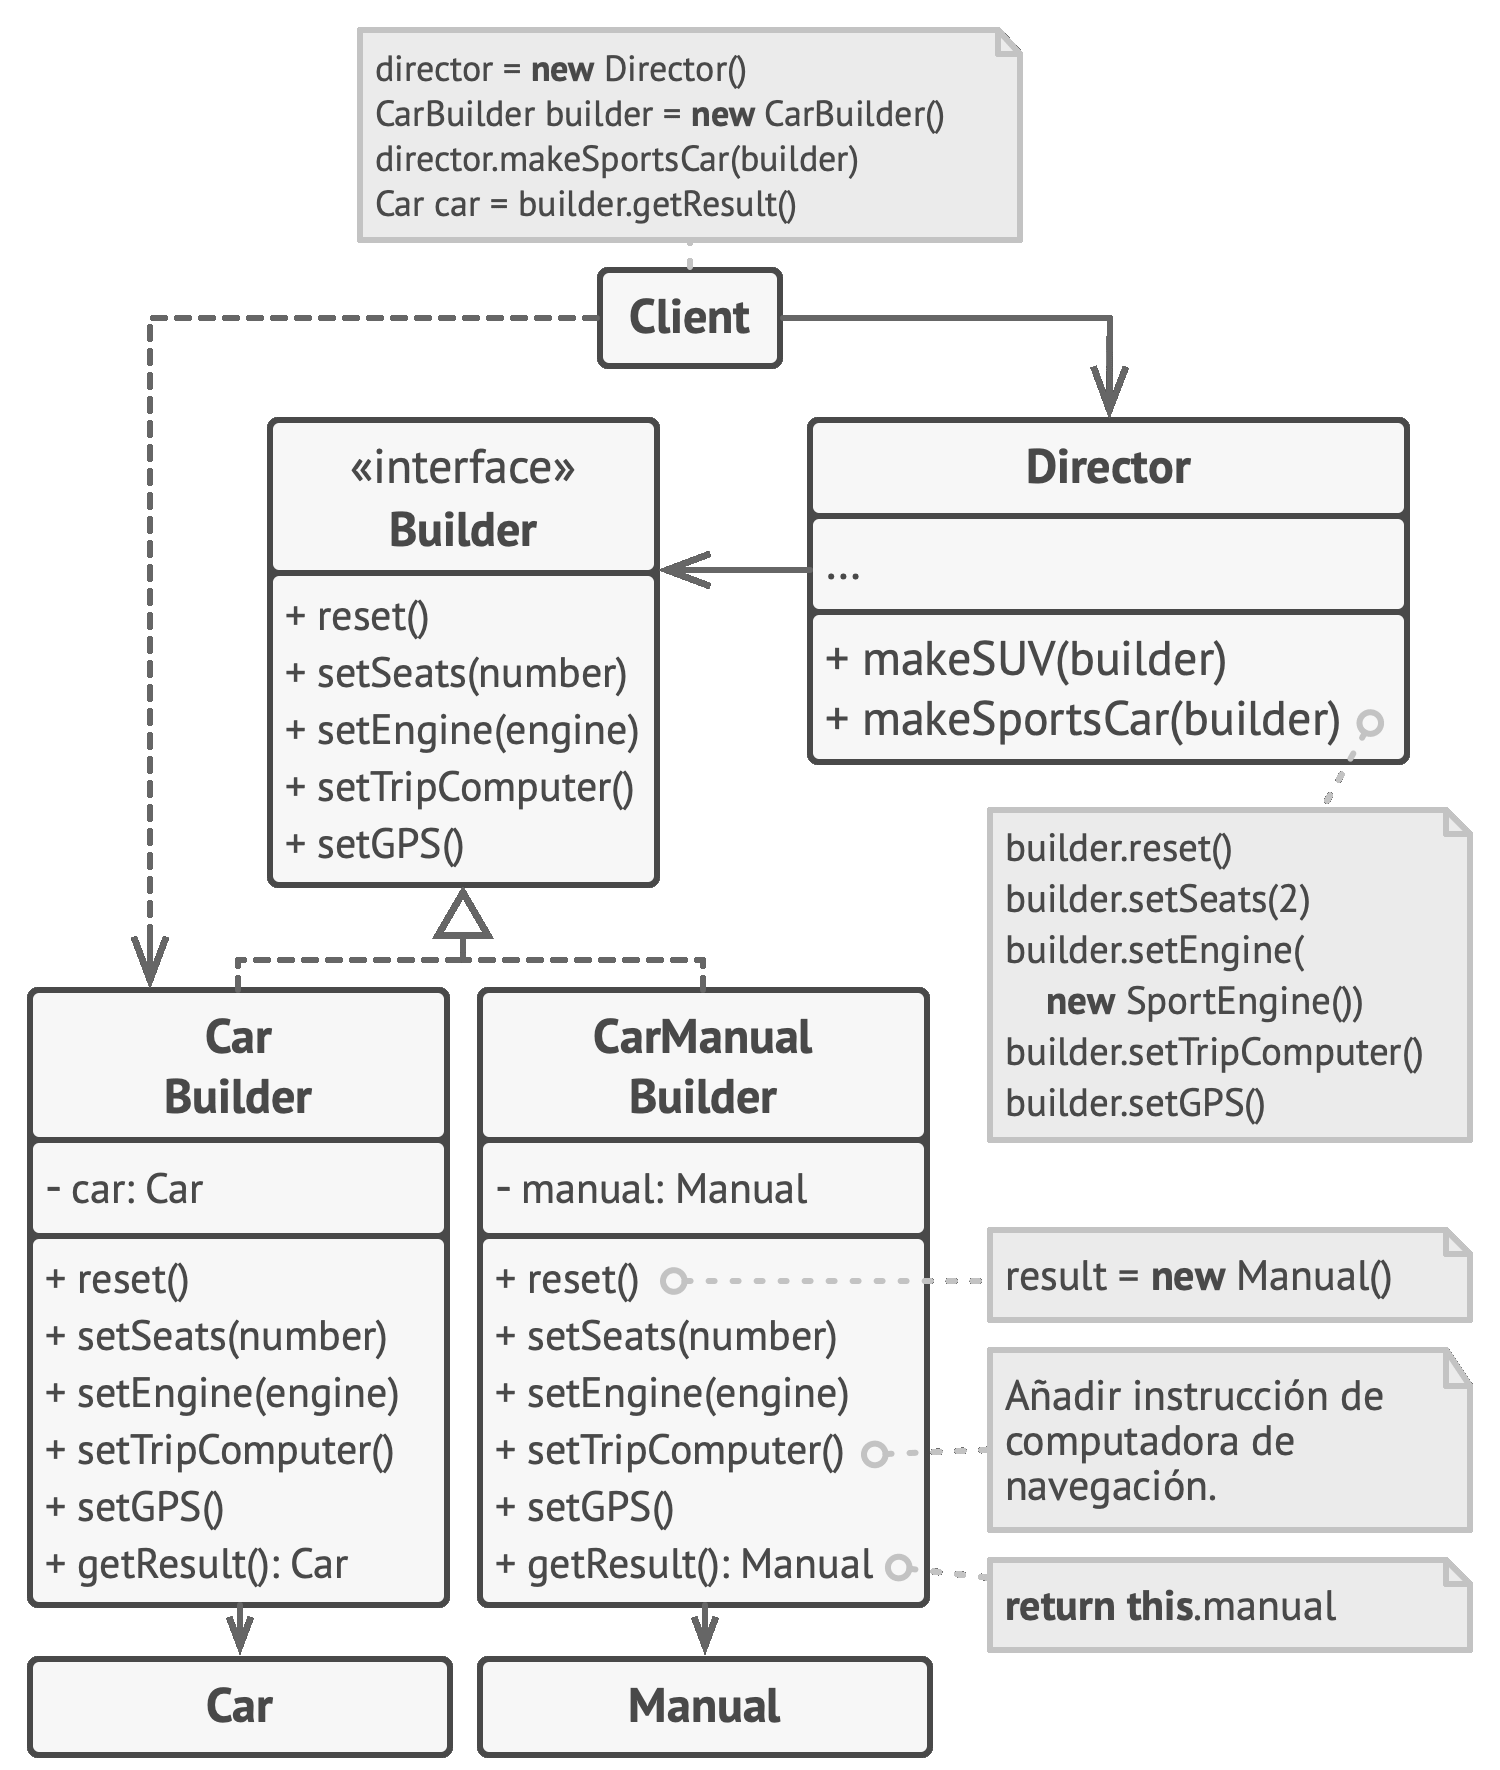 director = new Director()
CarBuilder builder = new CarBuilder()
director.makeSportsCar(builder)
Car car = builder.getResult()
Client
«interface»
Builder
+ reset()
+ setSeats(number)
+ setEngine(engine)
+ setTripComputer()
+ setGPS()
Director
...
+ makeSUV(builder)
+ makeSportsCar(builder)
builder.reset()
builder.setSeats(2)
builder.setEngine(
new SportEngine())
builder.setTripComputer()
builder.setGPS()
Car
Builder
- car: Car
+ reset()
+ setSeats(number)
+ setEngine(engine)
+ setTripComputer()
+ setGPS()
+ getResult(): Car
CarManual
Builder
- manual: Manual
+ reset()
+ setSeats(number)
+ setEngine(engine)
+ setTripComputer()
+ setGPS()
+ getResult(): Manual
result = new Manual()
Añadir instrucción de
computadora de
navegación.
return this.manual
Car
Manual